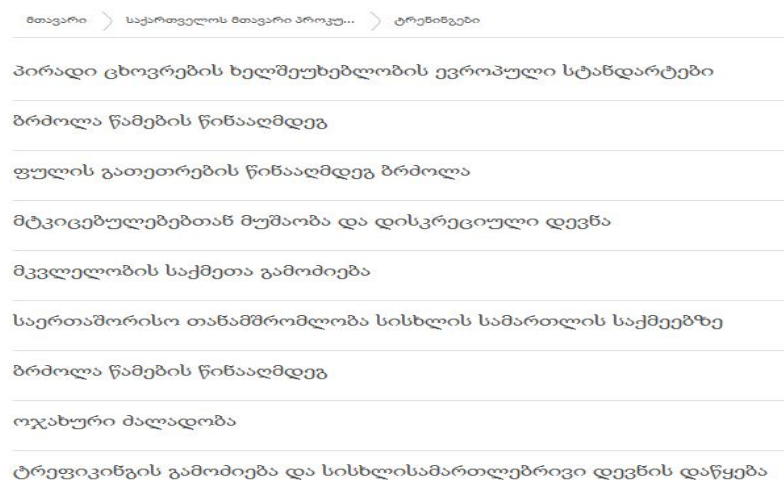 მთავარი > საქართველოს მთავარი პროკუ... > ტრენინგები
პირადი ცხოვრების ხელშეუხებლობის ევროპული სტანდარტები
ბრძოლა წამების წინააღმდეგ
ფულის გათეთრების წინააღმდეგ ბრძოლა
მტკიცებულებებთან მუშაობა და დისკრეციული დევნა
მკვლელობის საქმეთა გამოძიება
საერთაშორისო თანამშრომლობა სისხლის სამართლის საქმეებზე
ბრძოლა წამების წინააღმდეგ
ოჯახური ძალადობა
ტრეფიკინგის გამოძიება და სისხლისსამართლებრივი დევნის დაწყება